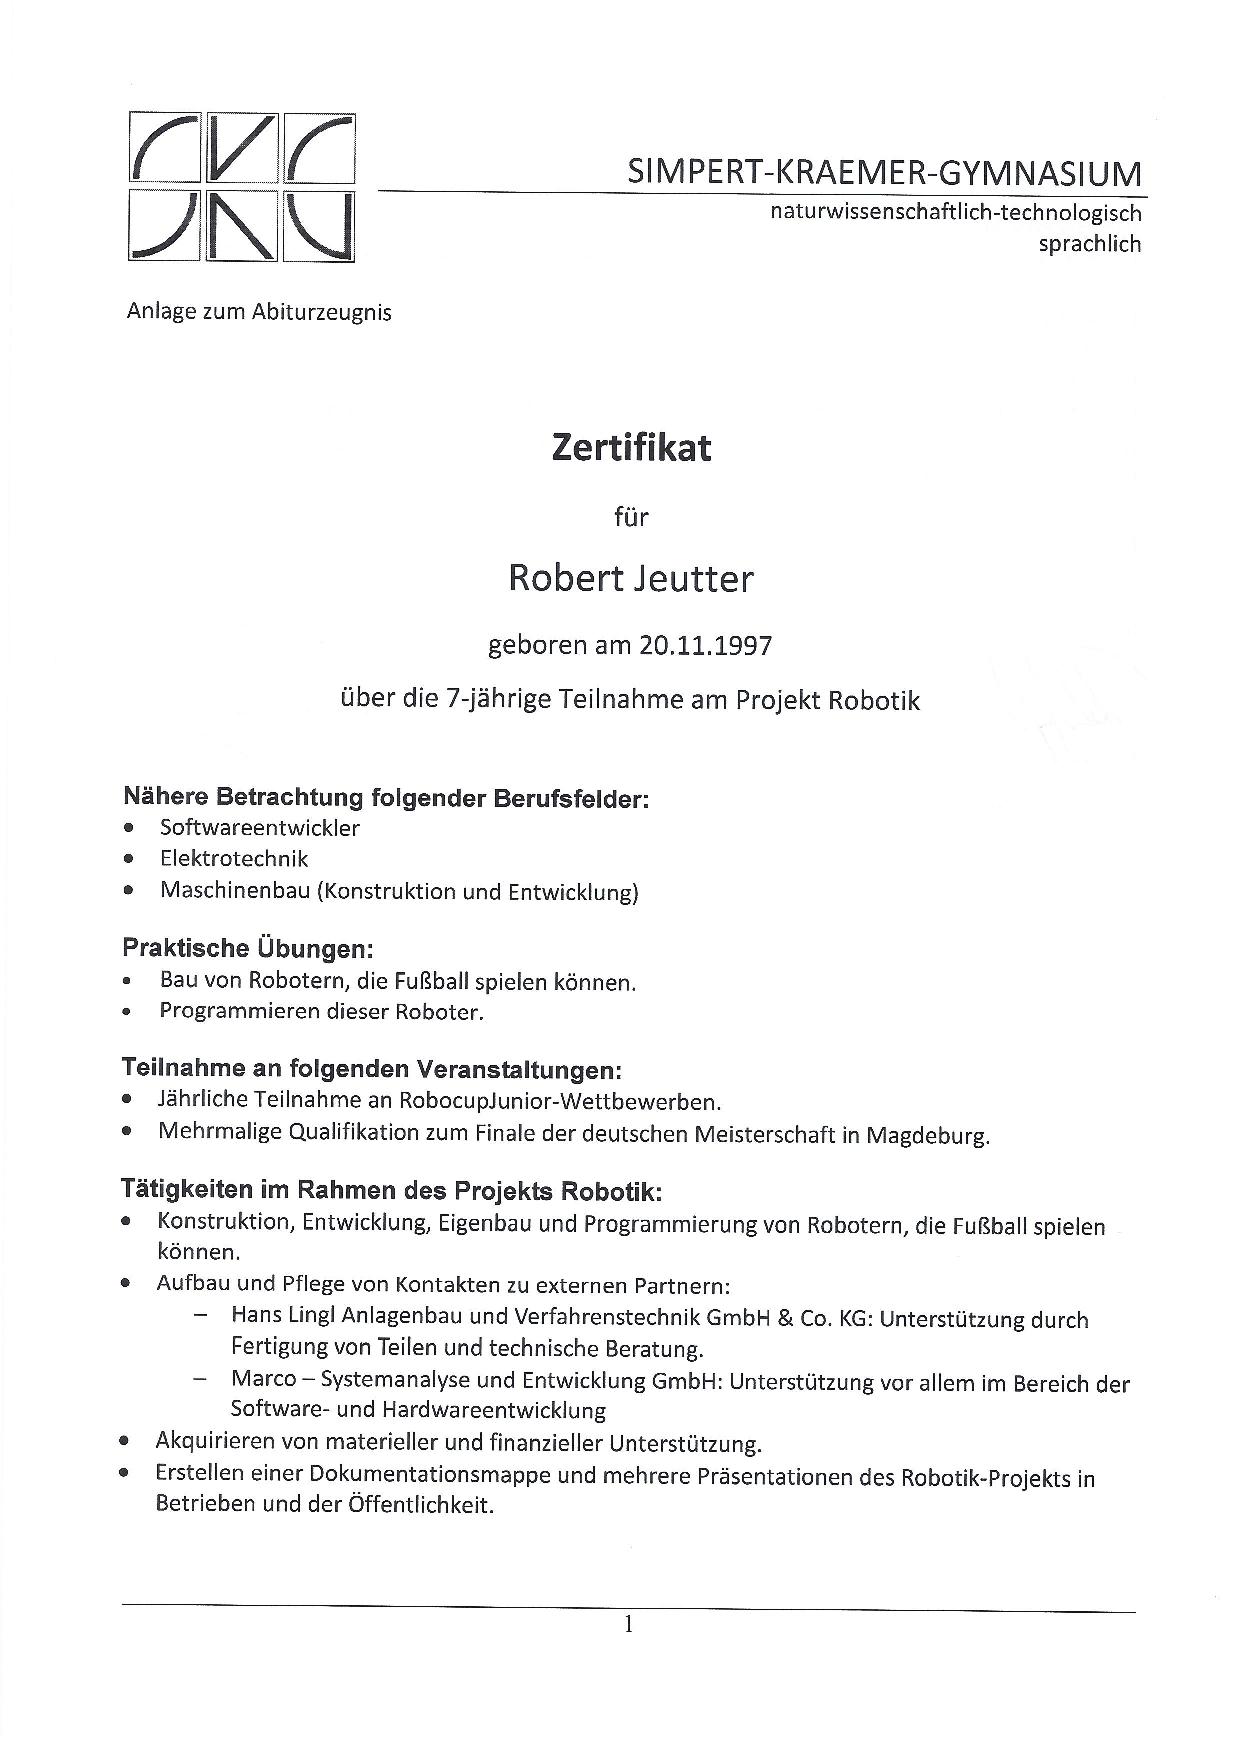 SIMPERT-KRAEMER-GYMNASIUM
naturwissenschaftlich-technologisch
sprachlich
Anlage zum Abiturzeugnis
Zertifikat
für
Robert Jeutter
geboren am 20.11.1997
über die 7-jährige Teilnahme am Projekt Robotik
Nähere Betrachtung folgender Berufsfelder:
• Softwareentwickler
• Elektrotechnik
• Maschinenbau (Konstruktion und Entwicklung)
Praktische Übungen:
• Bau von Robotern, die Fußball spielen können.
• Programmieren dieser Roboter.
Teilnahme an folgenden Veranstaltungen:
• Jährliche Teilnahme an RobocupJunior-Wettbewerben.
• Mehrmalige Qualifikation zum Finale der deutschen Meisterschaft in Magdeburg.
Tätigkeiten im Rahmen des Projekts Robotik:
• Konstruktion, Entwicklung, Eigenbau und Programmierung von Robotern, die Fußball spielen
können.
• Aufbau und Pflege von Kontakten zu externen Partnern:
– Hans Lingl Anlagenbau und Verfahrenstechnik GmbH & Co. KG: Unterstützung durch
Fertigung von Teilen und technische Beratung.
– Marco – Systemanalyse und Entwicklung GmbH: Unterstützung vor allem im Bereich der
Software- und Hardwareentwicklung
• Akquirieren von materieller und finanzieller Unterstützung.
• Erstellen einer Dokumentationsmappe und mehrere Präsentationen des Robotik-Projekts in
Betrieben und der Öffentlichkeit.
1